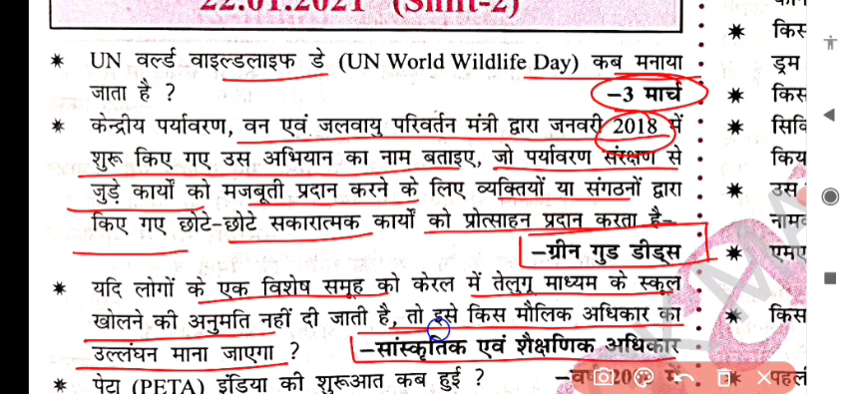 22.01.2021 (Shift-2)
* UN वर्ल्ड वाइल्डलाइफ डे (UN World Wildlife Day) कब मनाया
जाता है ? –3 मार्च
* केन्द्रीय पर्यावरण, वन एवं जलवायु परिवर्तन मंत्री द्वारा जनवरी 2018 में
शुरू किए गए उस अभियान का नाम बताइए, जो पर्यावरण संरक्षण से
जुड़े कार्यों को मजबूती प्रदान करने के लिए व्यक्तियों या संगठनों द्वारा
किए गए छोटे-छोटे सकारात्मक कार्यों को प्रोत्साहन प्रदान करता है–
–ग्रीन गुड डीड्स
* यदि लोगों के एक विशेष समूह को केरल में तेलुगू माध्यम के स्कूल
खोलने की अनुमति नहीं दी जाती है, तो इसे किस मौलिक अधिकार का
उल्लंघन माना जाएगा ? –सांस्कृतिक एवं शैक्षणिक अधिकार
* पेटा (PETA) इंडिया की शुरूआत कब हुई ?
* किस
ड्रम
* किस
*
किय
* उस
नाम
*
* किस
* पहल